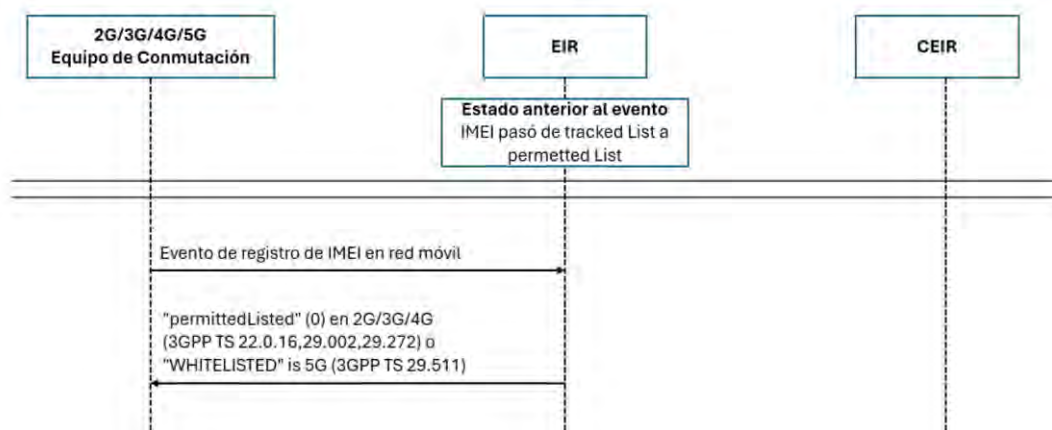 2G/3G/4G/5G
Equipo de Conmutación
EIR
CEIR
Estado anterior al evento
IMEI pasó de tracked List a
permetted List
Evento de registro de IMEI en red móvil
"permittedListed" (0) en 2G/3G/4G
(3GPP TS 22.0.16,29.002,29.272) o
"WHITELISTED" is 5G (3GPP TS 29.511)